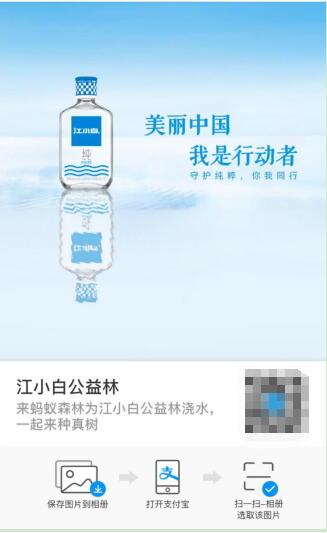 江小白
纯
美丽中国
我是行动者
守护纯粹，你我同行
江小白公益林
来蚂蚁森林为江小白公益林浇水，
一起来种真树
支
保存图片到相册
打开支付宝
扫一扫-相册
选取该图片